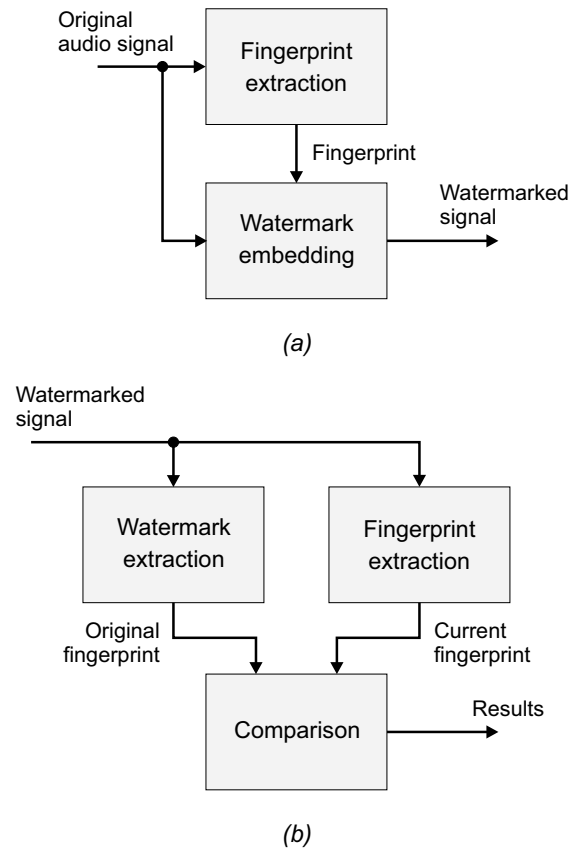 Original
audio signal
Fingerprint
extraction
Fingerprint
Watermark
embedding
Watermarked
signal
(a)
Watermarked
signal
Watermark
extraction
Fingerprint
extraction
Original
fingerprint
Current
fingerprint
Comparison
Results
(b)